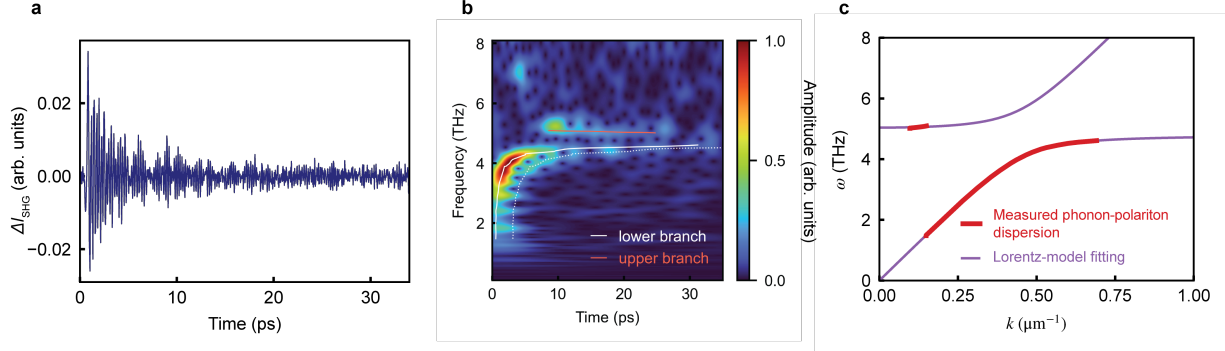 a
ΔI_SHG (arb. units)
0.02
0.00
−0.02
0
10
20
30
Time (ps)
b
Frequency (THz)
8
6
4
2
0
10
20
30
Time (ps)
lower branch
upper branch
1.0
0.5
0.0
Amplitude (arb. units)
c
ω (THz)
8
6
4
2
0
0.00
0.25
0.50
0.75
1.00
k (μm⁻¹)
Measured phonon-polariton
dispersion
Lorentz-model fitting